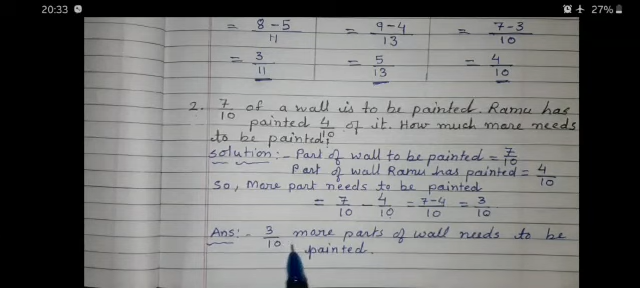 20:33
27%
= 8-5/11 = 9-4/13 = 7-3/10
= 3/11 = 5/13 = 4/10
2. 7/10 of a wall is to be painted. Ramu has
painted 4/10 of it. How much more needs
to be painted?
Solution:- Part of wall to be painted = 7/10
Part of wall Ramu has painted = 4/10
So, More part needs to be painted
= 7/10 - 4/10 = 7-4/10 = 3/10
Ans:- 3/10 more parts of wall needs to be
painted.